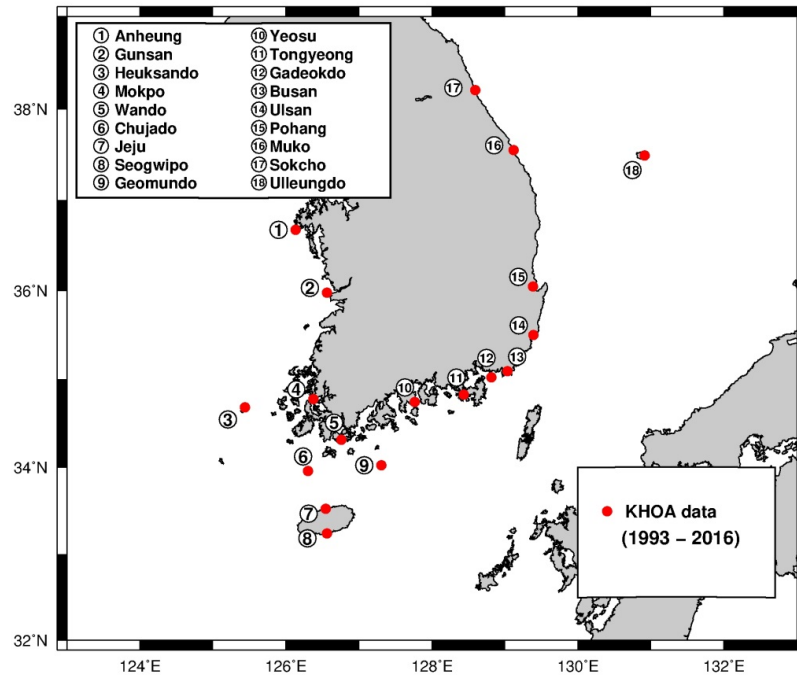 ① Anheung
② Gunsan
③ Heuksando
④ Mokpo
⑤ Wando
⑥ Chujado
⑦ Jeju
⑧ Seogwipo
⑨ Geomundo
⑩ Yeosu
⑪ Tongyeong
⑫ Gadeokdo
⑬ Busan
⑭ Ulsan
⑮ Pohang
⑯ Muko
⑰ Sokcho
⑱ Ulleungdo
38°N
36°N
34°N
32°N
⑰
⑯
⑱
①
②
⑮
⑭
⑫ ⑬
⑪
⑩
④
③
⑤
⑥
⑨
⑦
⑧
KHOA data
(1993 – 2016)
124°E 126°E 128°E 130°E 132°E